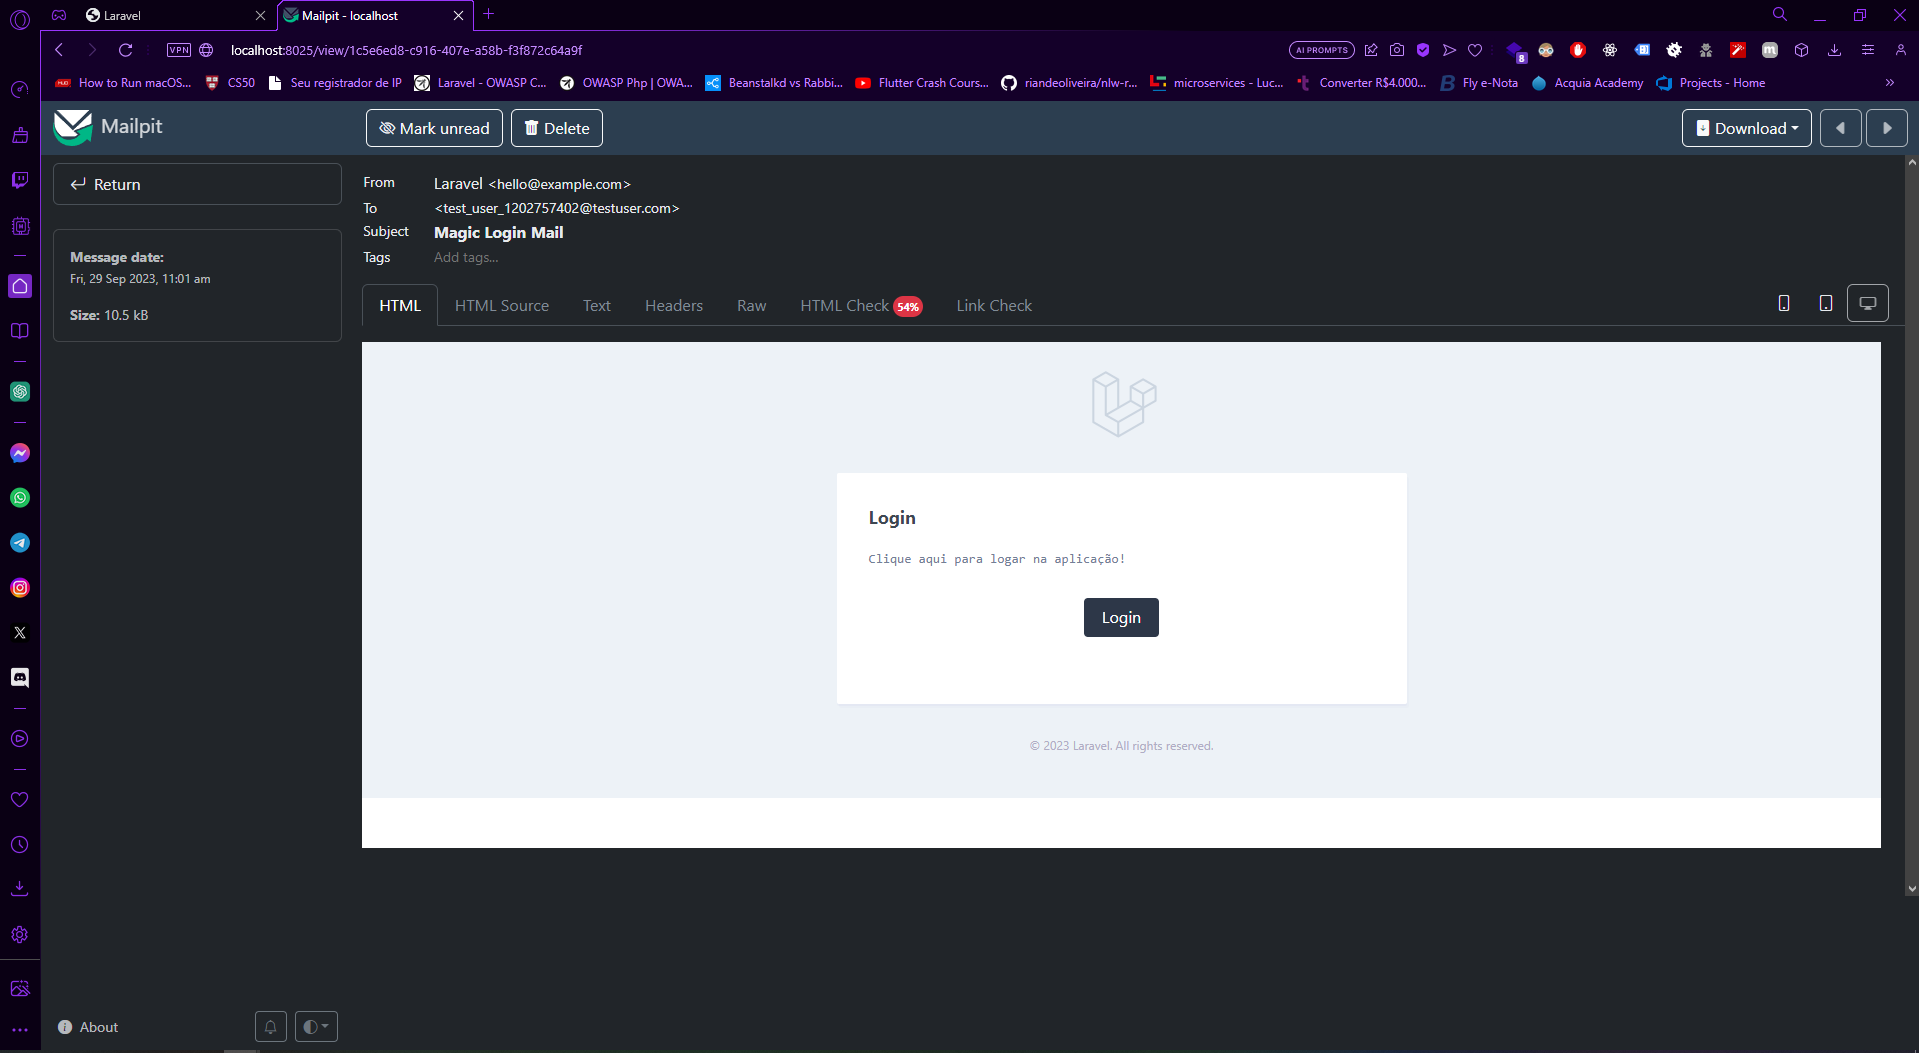 Laravel
Mailpit - localhost
VPN
localhost:8025/view/1c5e6ed8-c916-407e-a58b-f3f872c64a9f
AI PROMPTS
8
How to Run macOS...
CS50
Seu registrador de IP
Laravel - OWASP C...
OWASP Php | OWA...
Beanstalkd vs Rabbi...
Flutter Crash Cours...
riandeoliveira/nlw-r...
microservices - Luc...
Converter R$4.000...
Fly e-Nota
Acquia Academy
Projects - Home
Mailpit
Mark unread
Delete
Download
Return
Message date:
Fri, 29 Sep 2023, 11:01 am
Size: 10.5 kB
From Laravel <hello@example.com>
To <test_user_1202757402@testuser.com>
Subject Magic Login Mail
Tags Add tags...
HTML
HTML Source
Text
Headers
Raw
HTML Check 54%
Link Check
Login
Clique aqui para logar na aplicação!
Login
© 2023 Laravel. All rights reserved.
About